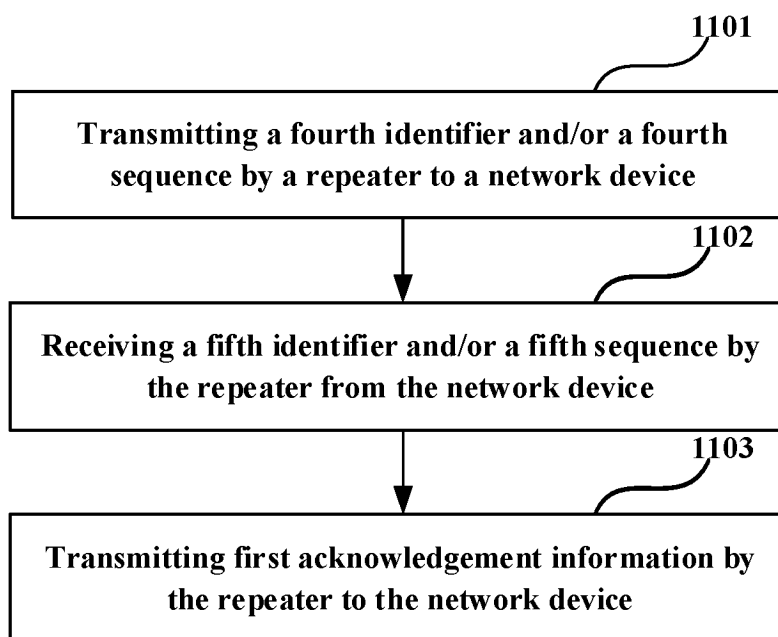 1101
Transmitting a fourth identifier and/or a fourth
sequence by a repeater to a network device
1102
Receiving a fifth identifier and/or a fifth sequence by
the repeater from the network device
1103
Transmitting first acknowledgement information by
the repeater to the network device